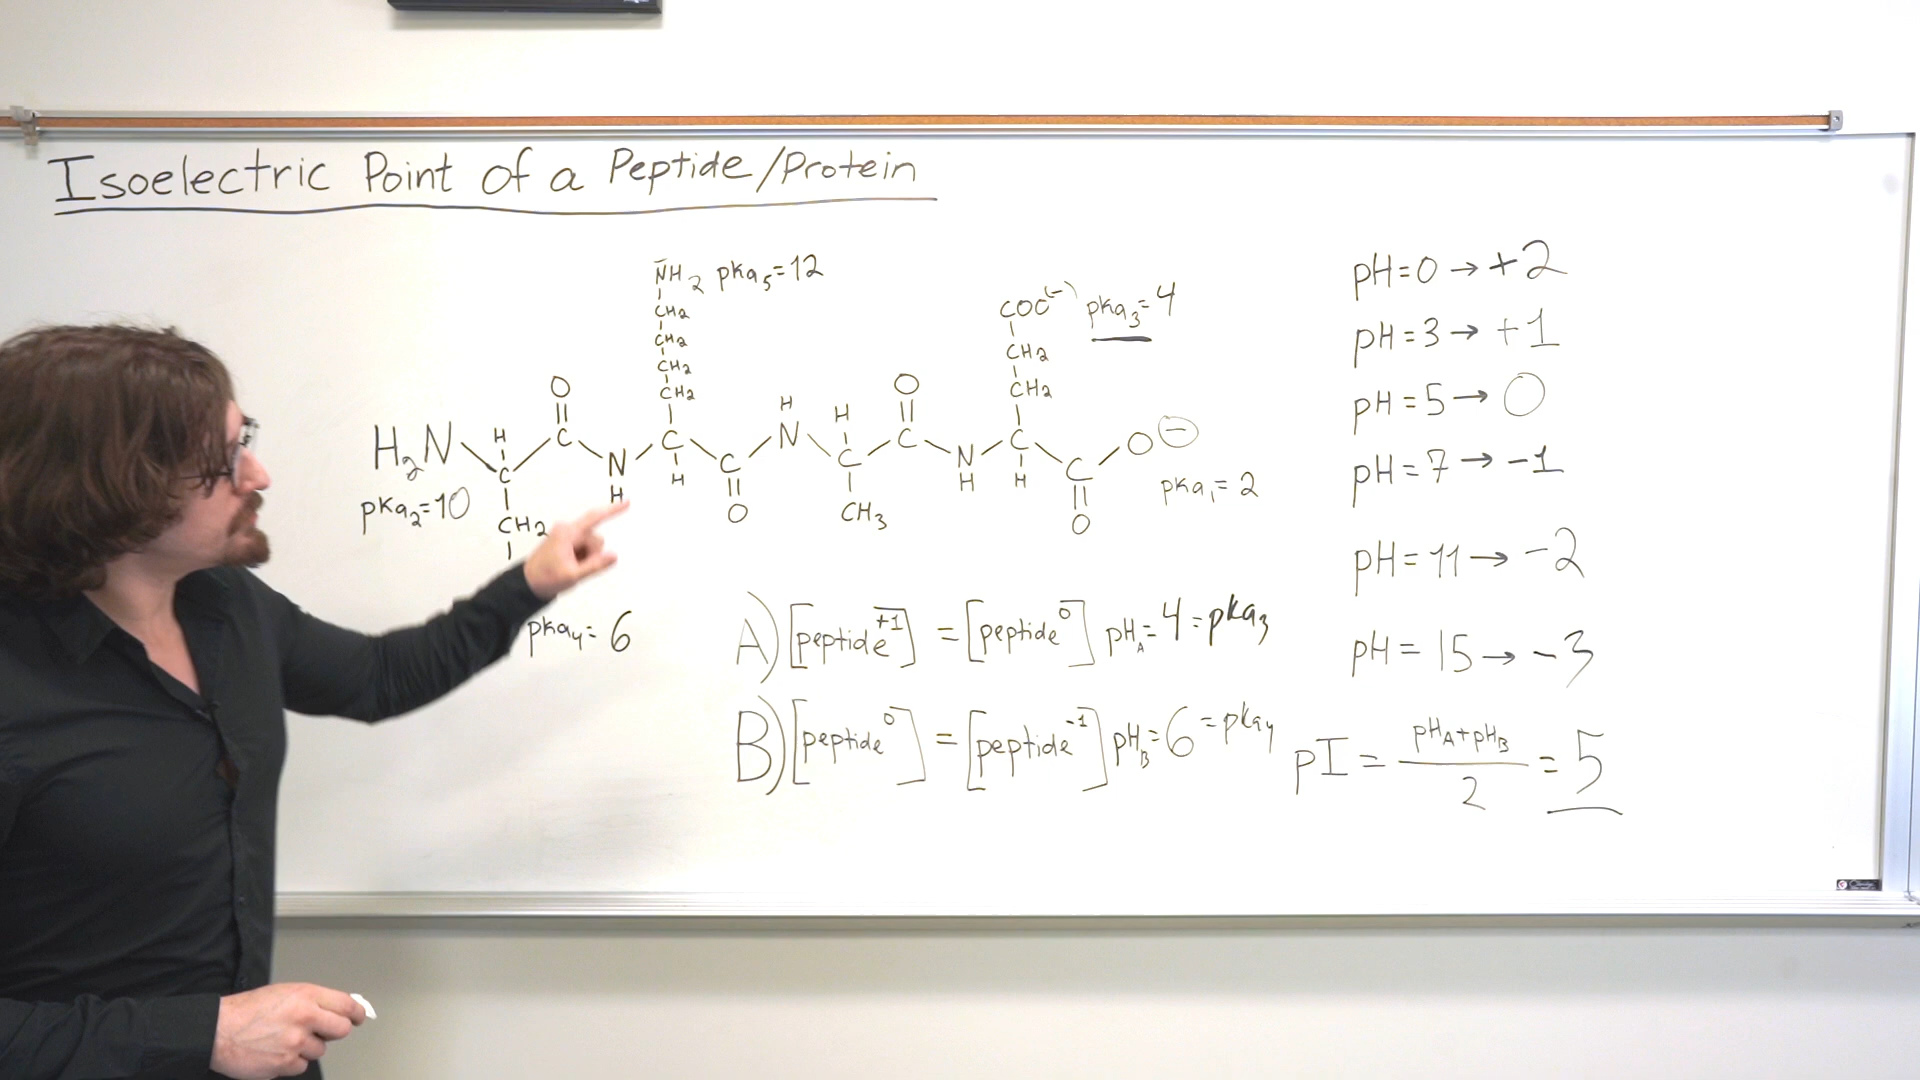 Isoelectric Point of a Peptide/Protein
NH2 pka5=12
CH2
CH2
CH2
CH2
COO(-) pka3=4
CH2
CH2
O O
H H
H2N H C N C H N C C N C C O⊖
C H H C CH3 H H C
pka2=10 O O pka1=2
CH2
pka4=6
A) [peptide+1] = [peptide0] pHA=4=pka3
B) [peptide0] = [peptide-1] pHB=6=pka4
pH=0→+2
pH=3→+1
pH=5→0
pH=7→-1
pH=11→-2
pH=15→-3
pI = pHA+pHB / 2 = 5